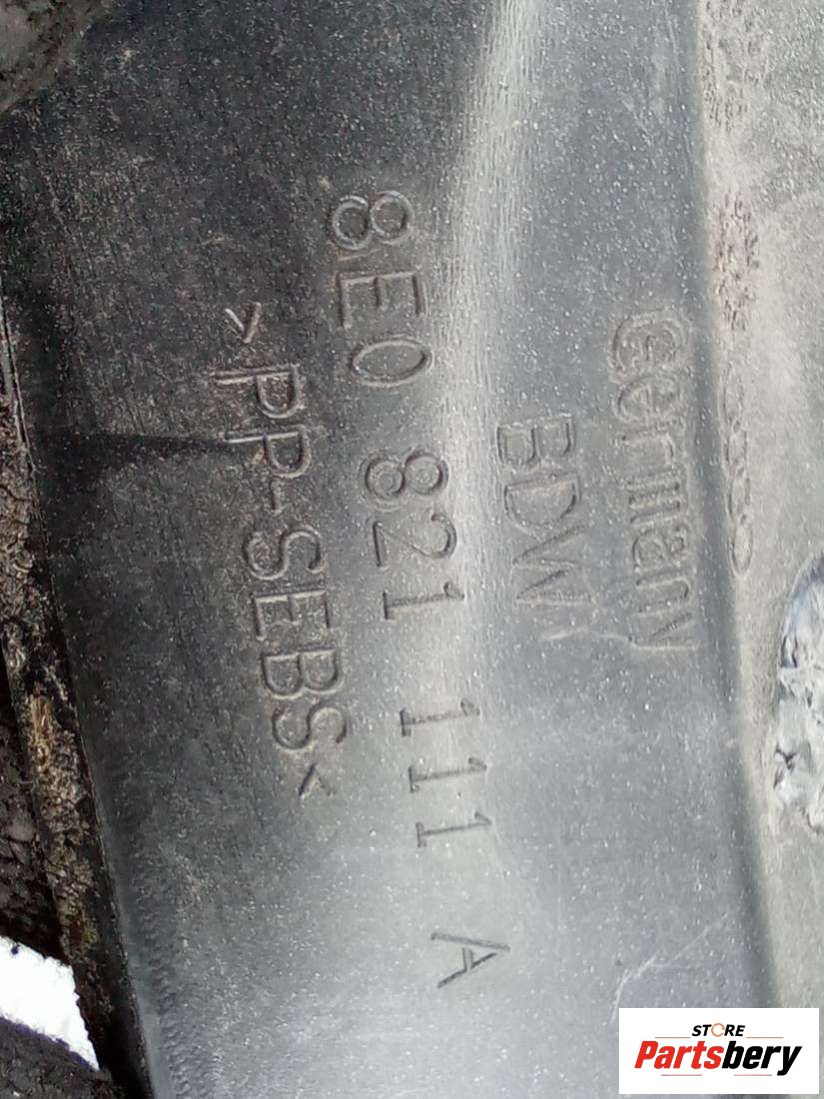 Germany
BDW
8E0 821 111 A
>PP-SEBS<
STORE
Partsbery